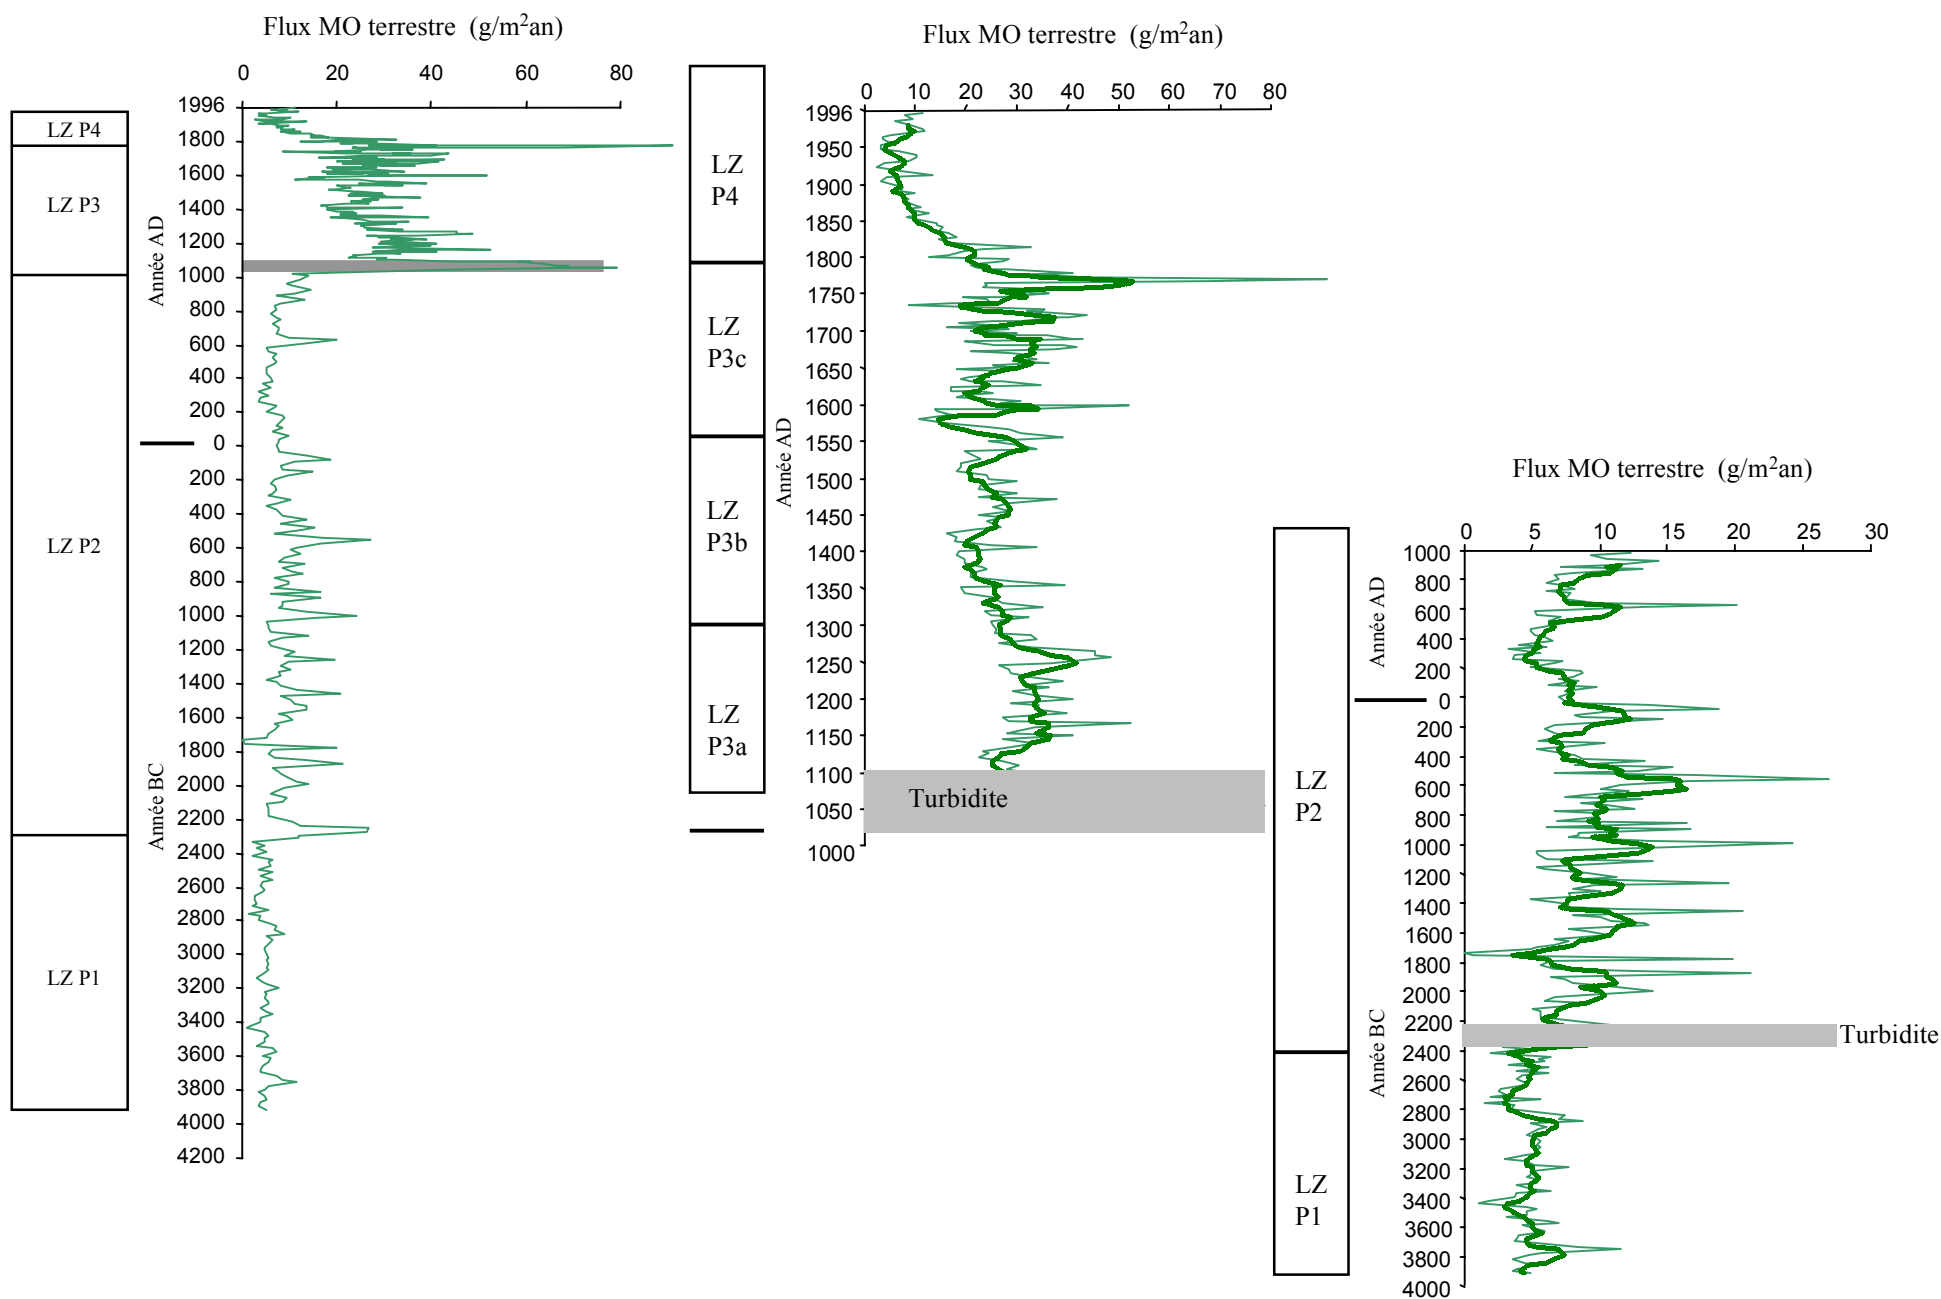 Flux MO terrestre (g/m²an)
0 20 40 60 80
1996
1800
1600
1400
1200
1000
800
600
400
200
0
200
400
600
800
1000
1200
1400
1600
1800
2000
2200
2400
2600
2800
3000
3200
3400
3600
3800
4000
4200
Année AD
Année BC
LZ P4
LZ P3
LZ P2
LZ P1
Flux MO terrestre (g/m²an)
0 10 20 30 40 50 60 70 80
1996
1950
1900
1850
1800
1750
1700
1650
1600
1550
1500
1450
1400
1350
1300
1250
1200
1150
1100
1050
1000
Année AD
LZ
P4
LZ
P3c
LZ
P3b
LZ
P3a
Turbidite
Flux MO terrestre (g/m²an)
0 5 10 15 20 25 30
1000
800
600
400
200
0
200
400
600
800
1000
1200
1400
1600
1800
2000
2200
2400
2600
2800
3000
3200
3400
3600
3800
4000
Année AD
Année BC
LZ
P2
LZ
P1
Turbidite